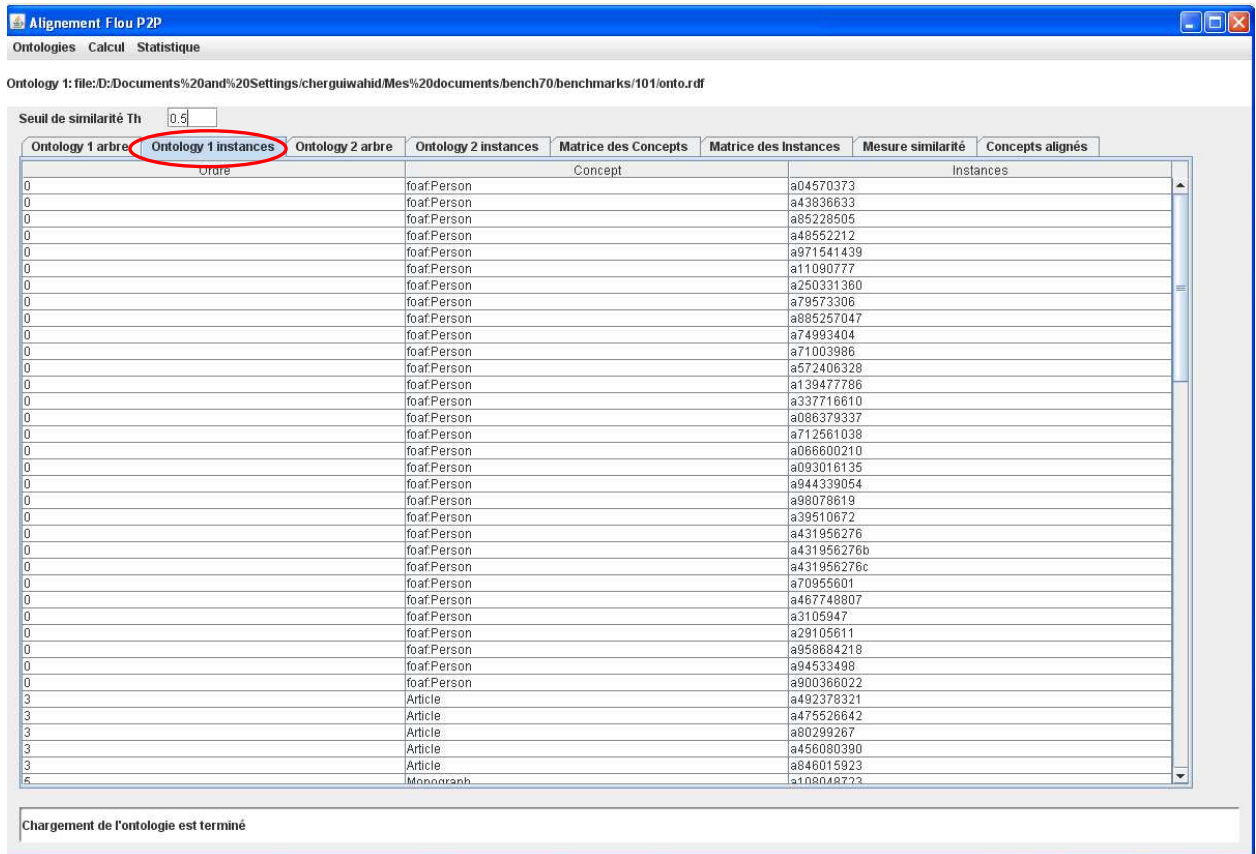 Alignement Flou P2P
Ontologies Calcul Statistique
Ontology 1: file:/D:/Documents%20and%20Settings/cherguiwahid/Mes%20documents/bench70/benchmarks/101/onto.rdf
Seuil de similarité Th 0.5
Ontology 1 arbre Ontology 1 instances Ontology 2 arbre Ontology 2 instances Matrice des Concepts Matrice des Instances Mesure similarité Concepts alignés
Ordre Concept Instances
0 foaf:Person a04570373
0 foaf:Person a43836633
0 foaf:Person a85228505
0 foaf:Person a48552212
0 foaf:Person a971541439
0 foaf:Person a11090777
0 foaf:Person a250331360
0 foaf:Person a79573306
0 foaf:Person a885257047
0 foaf:Person a74993404
0 foaf:Person a71003986
0 foaf:Person a572406328
0 foaf:Person a139477786
0 foaf:Person a337716610
0 foaf:Person a086379337
0 foaf:Person a712561038
0 foaf:Person a066600210
0 foaf:Person a093016135
0 foaf:Person a944339054
0 foaf:Person a98078619
0 foaf:Person a39510672
0 foaf:Person a431956276
0 foaf:Person a431956276b
0 foaf:Person a431956276c
0 foaf:Person a70955601
0 foaf:Person a467748807
0 foaf:Person a3105947
0 foaf:Person a29105611
0 foaf:Person a958684218
0 foaf:Person a94533498
0 foaf:Person a900366022
3 Article a492378321
3 Article a475526642
3 Article a80299267
3 Article a456080390
3 Article a846015923
5 Monograph a108048723
Chargement de l'ontologie est terminé